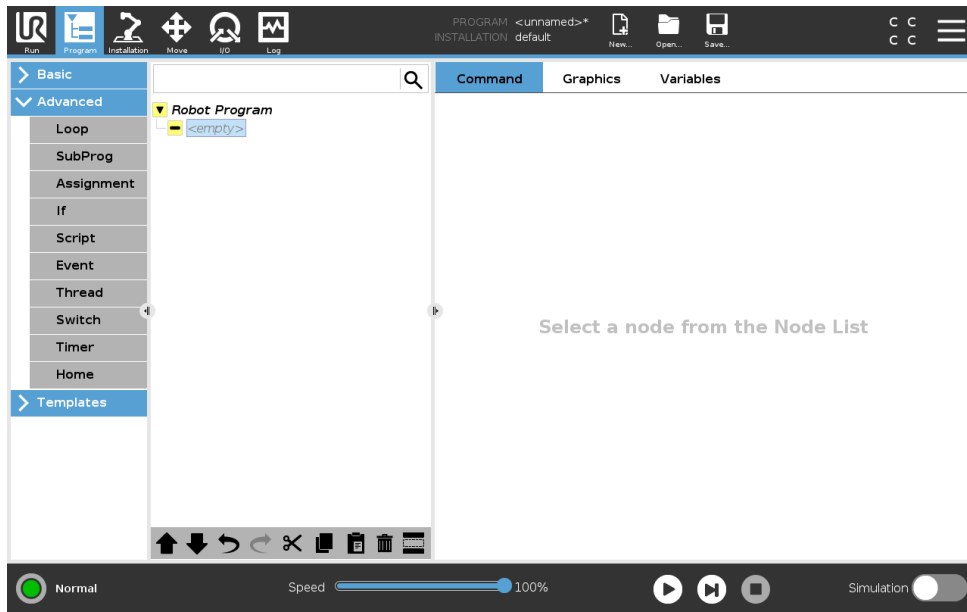 UR
Run
Program
Installation
Move
I/O
Log
PROGRAM <unnamed>*
INSTALLATION default
New...
Open...
Save...
C C
C C
Basic
Advanced
Loop
SubProg
Assignment
If
Script
Event
Thread
Switch
Timer
Home
Templates
Robot Program
<empty>
Command
Graphics
Variables
Select a node from the Node List
Normal
Speed
100%
Simulation